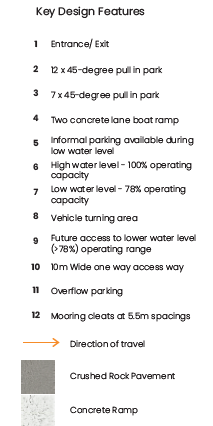 Key Design Features
1 Entrance/ Exit
2 12 x 45-degree pull in park
3 7 x 45-degree pull in park
4 Two concrete lane boat ramp
5 Informal parking available during
low water level
6 High water level - 100% operating
capacity
7 Low water level - 78% operating
capacity
8 Vehicle turning area
9 Future access to lower water level
(>78%) operating range
10 10m Wide one way access way
11 Overflow parking
12 Mooring cleats at 5.5m spacings
Direction of travel
Crushed Rock Pavement
Concrete Ramp